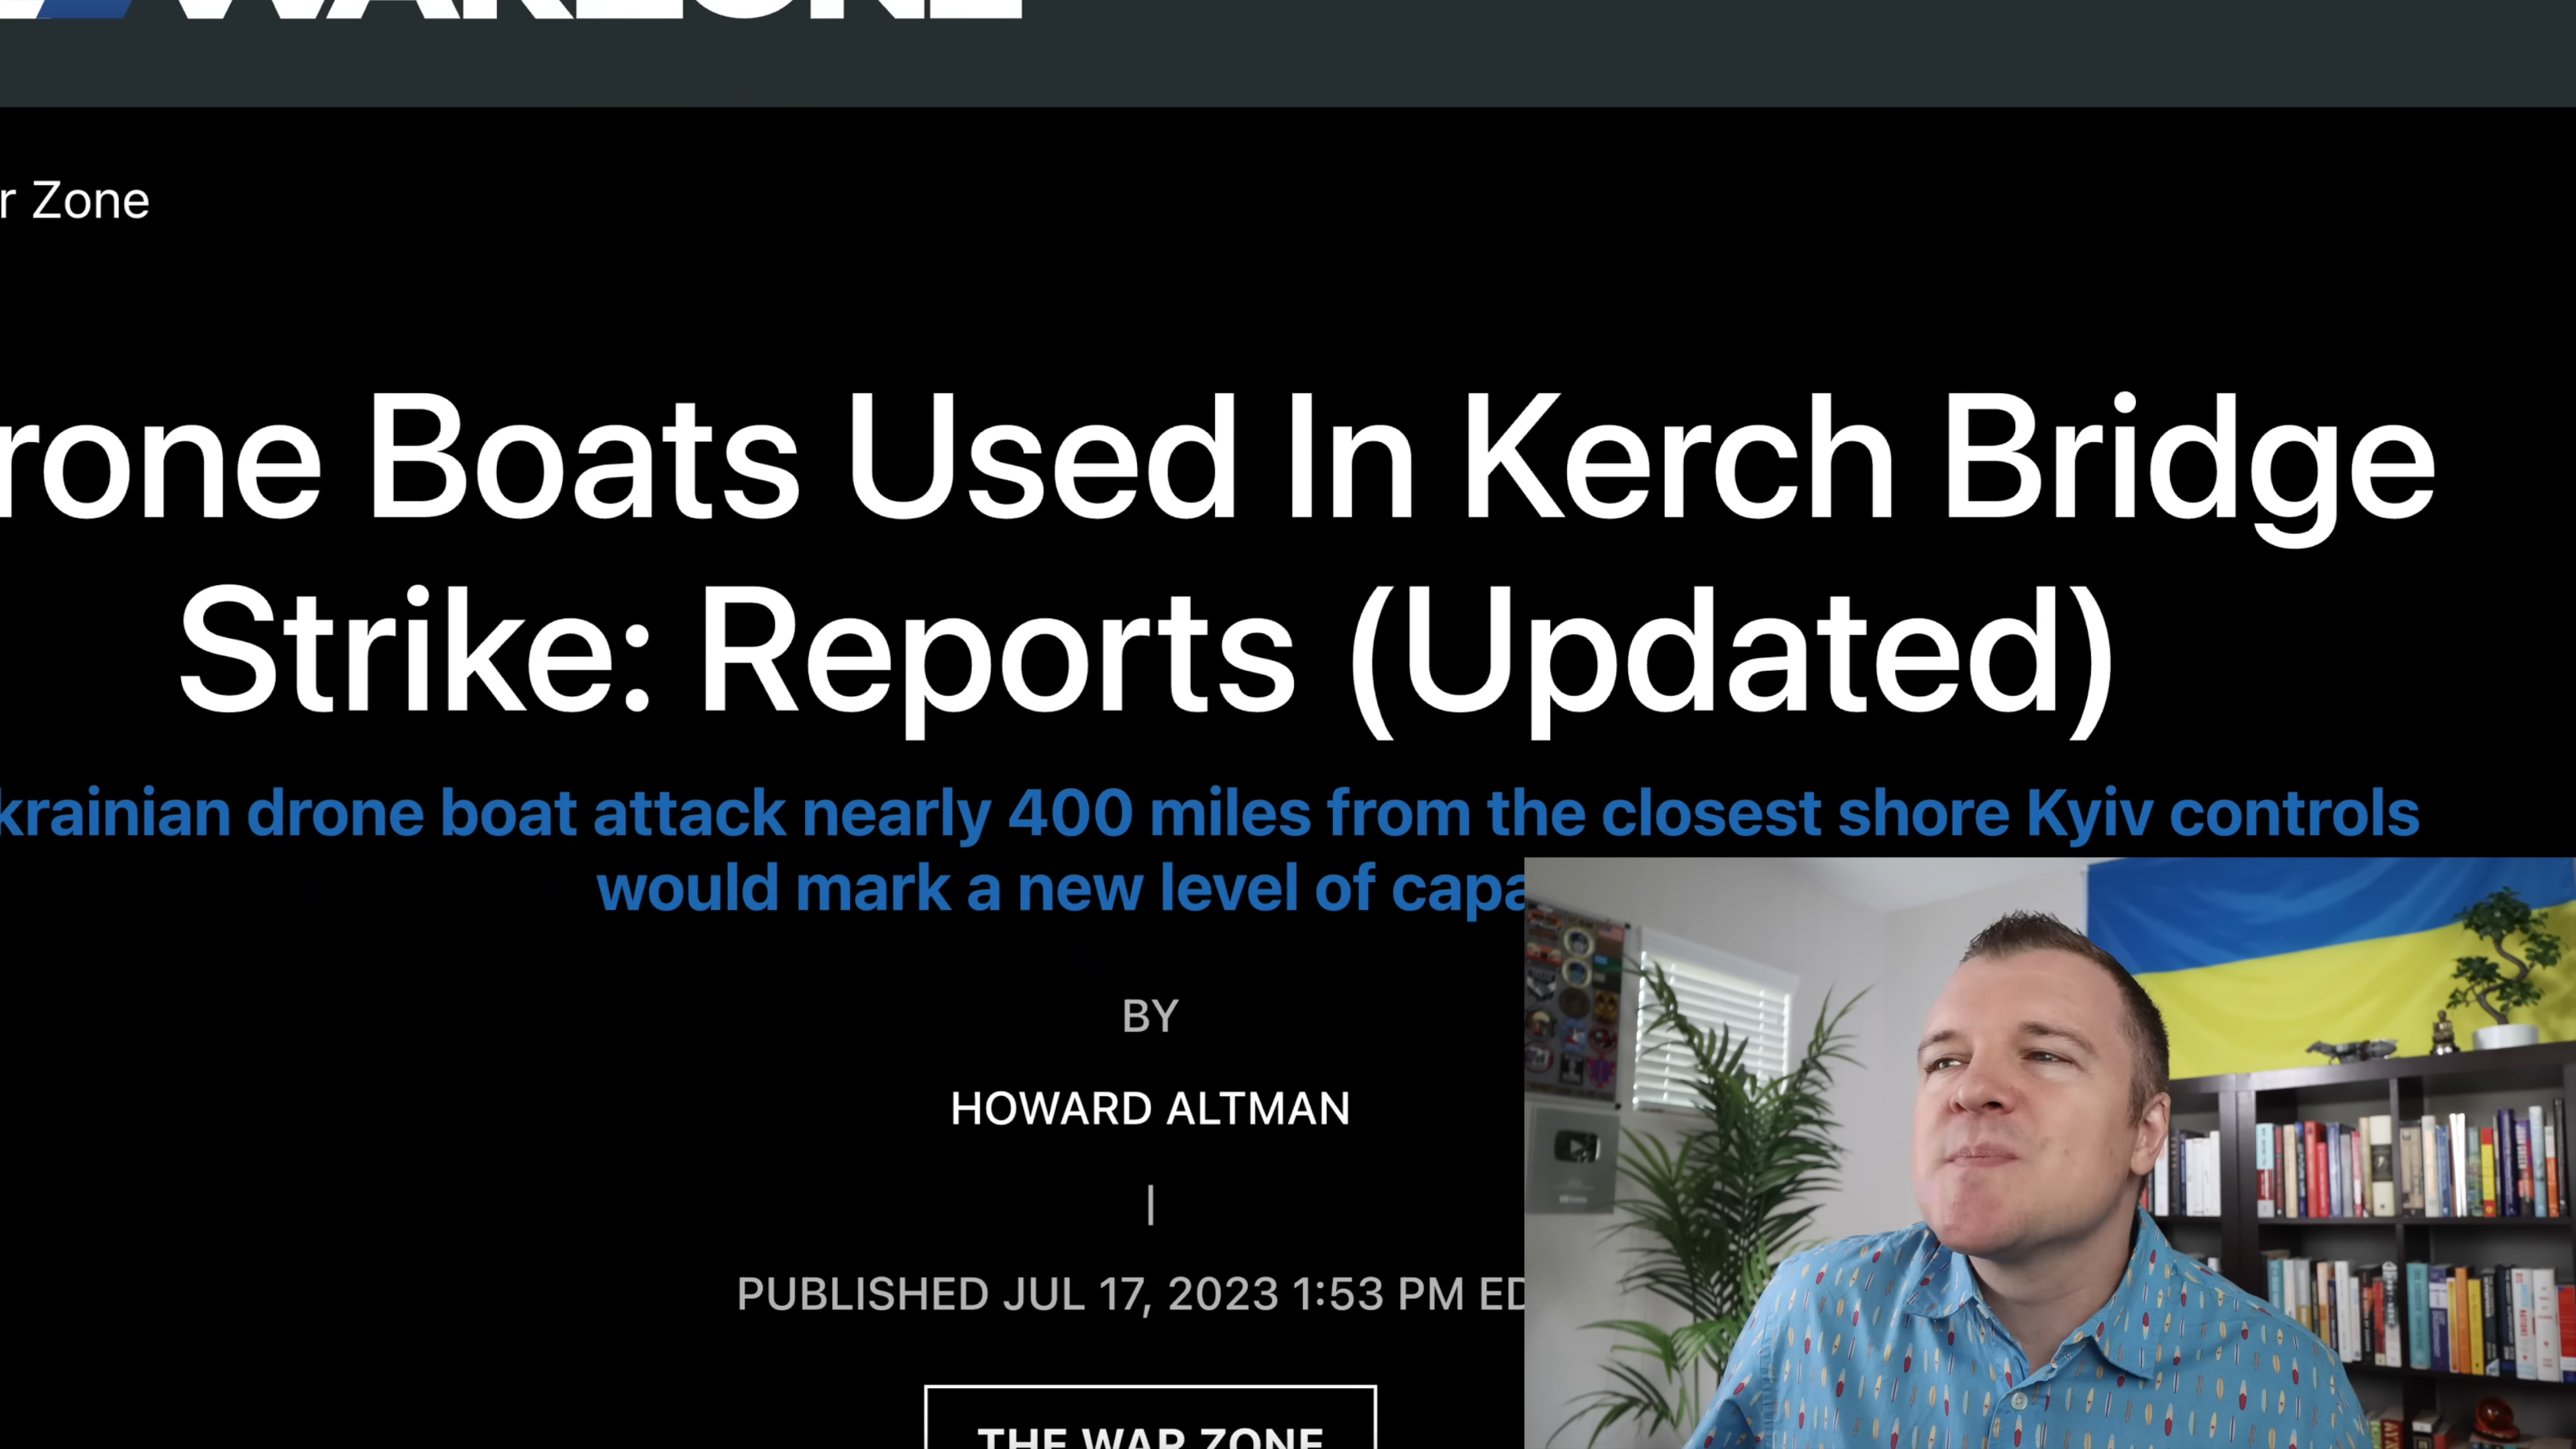 WARZONE
r Zone
rone Boats Used In Kerch Bridge
Strike: Reports (Updated)
krainian drone boat attack nearly 400 miles from the closest shore Kyiv controls
would mark a new level of capa
BY
HOWARD ALTMAN
|
PUBLISHED JUL 17, 2023 1:53 PM ED
THE WAR ZONE